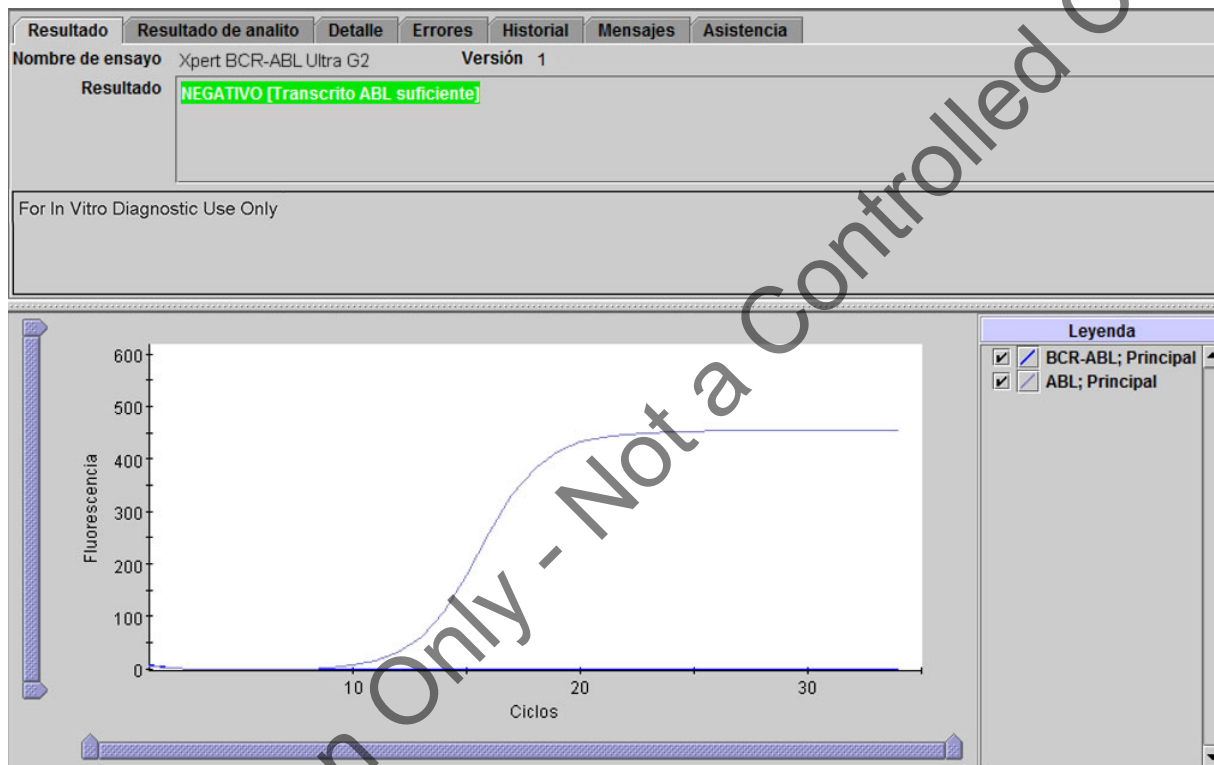 Resultado Resultado de analito Detalle Errores Historial Mensajes Asistencia
Nombre de ensayo Xpert BCR-ABL Ultra G2 Versión 1
Resultado NEGATIVO [Transcrito ABL suficiente]
For In Vitro Diagnostic Use Only
Leyenda
BCR-ABL; Principal
ABL; Principal
600
500
400
300
200
100
0
Fluorescencia
10 20 30
Ciclos
Only - Not a Controlled